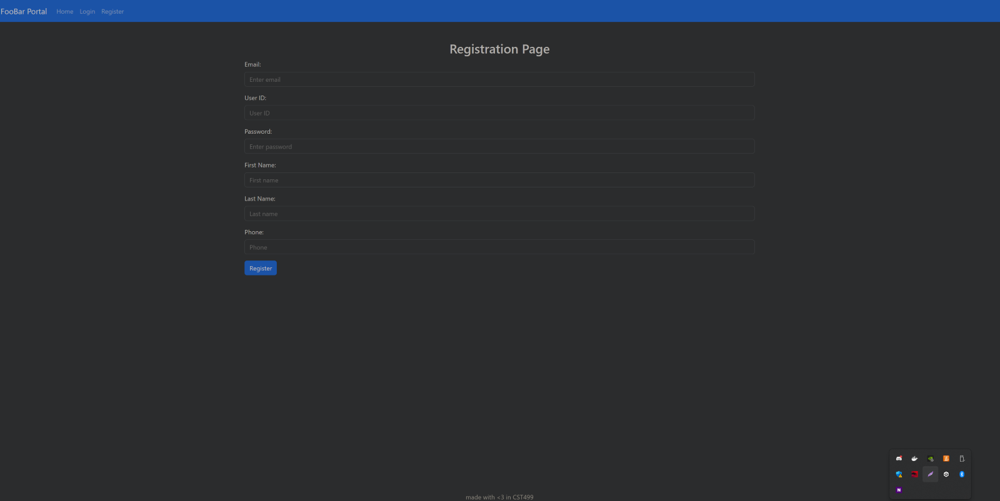 FooBar Portal Home Login Register
Registration Page
Email:
Enter email
User ID:
User ID
Password:
Enter password
First Name:
First name
Last Name:
Last name
Phone:
Phone
Register
N
made with <3 in CST499